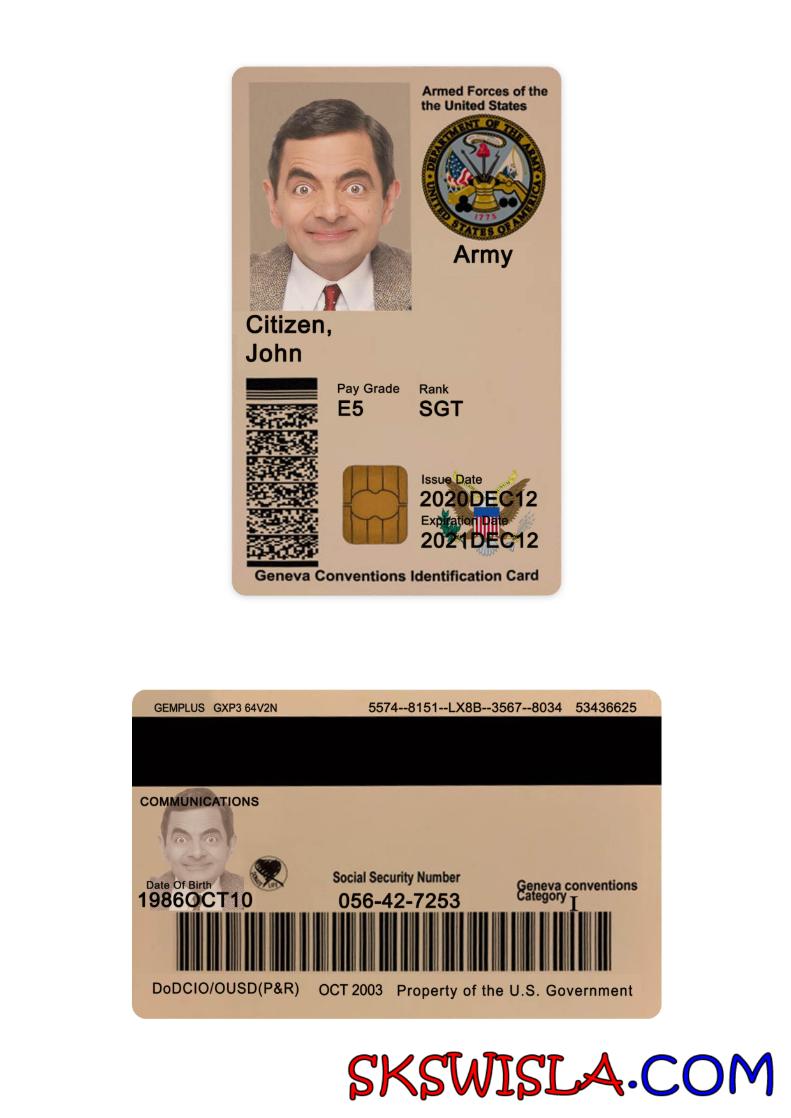 Armed Forces of the
the United States
DEPARTMENT OF THE ARMY
UNITED STATES OF AMERICA
1775
Army
Citizen,
John
Pay Grade Rank
E5 SGT
Issue Date
2020DEC12
Expiration Date
2021DEC12
Geneva Conventions Identification Card
GEMPLUS GXP3 64V2N 5574--8151--LX8B--3567--8034 53436625
COMMUNICATIONS
Date Of Birth
1986OCT10
Social Security Number
056-42-7253
Geneva conventions
Category I
DoDCIO/OUSD(P&R) OCT 2003 Property of the U.S. Government
SKSWISLA.COM